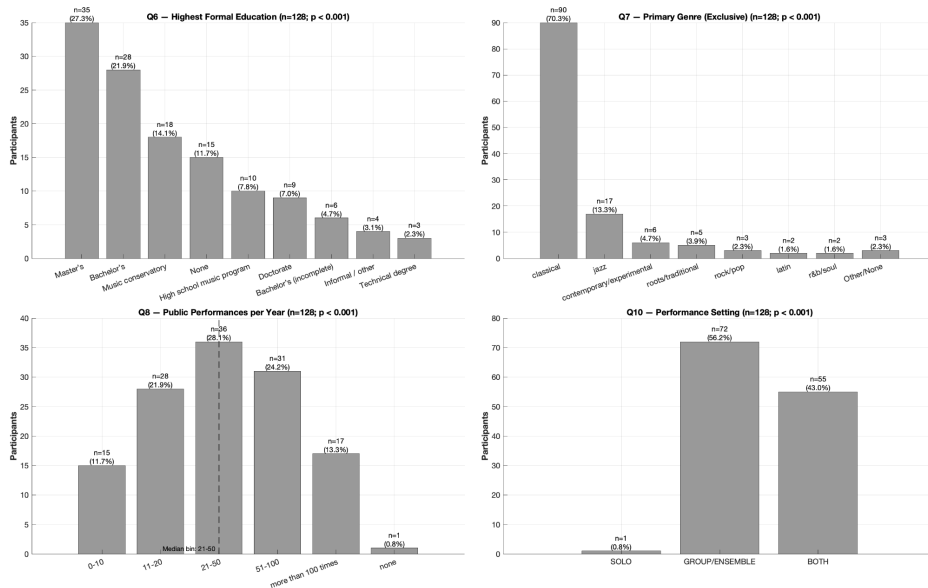 Q6 — Highest Formal Education (n=128; p < 0.001)
Participants
35
30
25
20
15
10
5
0
n=35
(27.3%)
n=28
(21.9%)
n=18
(14.1%)
n=15
(11.7%)
n=10
(7.8%)
n=9
(7.0%)
n=6
(4.7%)
n=4
(3.1%)
n=3
(2.3%)
Master's
Bachelor's
Music conservatory
None
High school music program
Doctorate
Bachelor's (incomplete)
Informal / other
Technical degree
Q7 — Primary Genre (Exclusive) (n=128; p < 0.001)
Participants
90
80
70
60
50
40
30
20
10
0
n=90
(70.3%)
n=17
(13.3%)
n=6
(4.7%)
n=5
(3.9%)
n=3
(2.3%)
n=2
(1.6%)
n=2
(1.6%)
n=3
(2.3%)
classical
jazz
contemporary/experimental
roots/traditional
rock/pop
latin
r&b/soul
Other/None
Q8 — Public Performances per Year (n=128; p < 0.001)
Participants
40
35
30
25
20
15
10
5
0
n=15
(11.7%)
n=28
(21.9%)
n=36
(28.1%)
n=31
(24.2%)
n=17
(13.3%)
n=1
(0.8%)
Median bin: 21-50
0-10
11-20
21-50
51-100
more than 100 times
none
Q10 — Performance Setting (n=128; p < 0.001)
Participants
80
70
60
50
40
30
20
10
0
n=1
(0.8%)
n=72
(56.2%)
n=55
(43.0%)
SOLO
GROUP/ENSEMBLE
BOTH